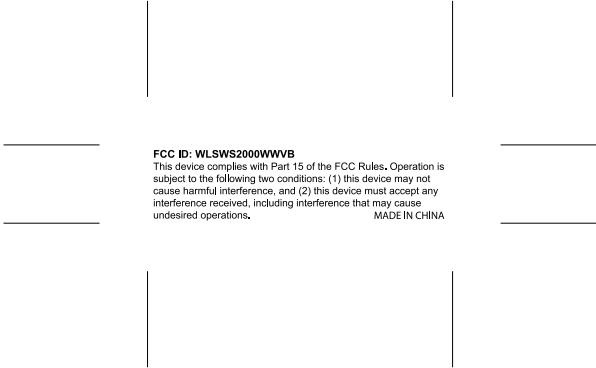 FCC ID: WLSWS2000WWVB
This device complies with Part 15 of the FCC Rules. Operation is
subject to the following two conditions: (1) this device may not
cause harmful interference, and (2) this device must accept any
interference received, including interference that may cause
undesired operations. MADE IN CHINA